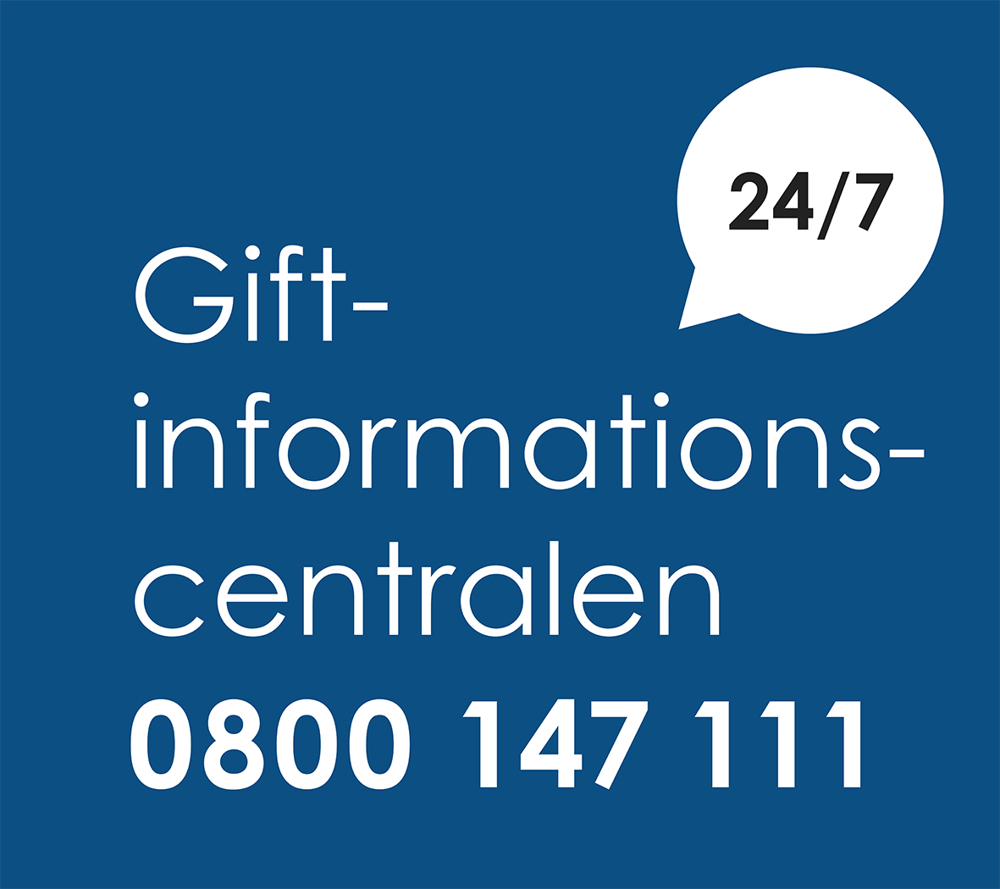 24/7
Gift-
informations-
centralen
0800 147 111